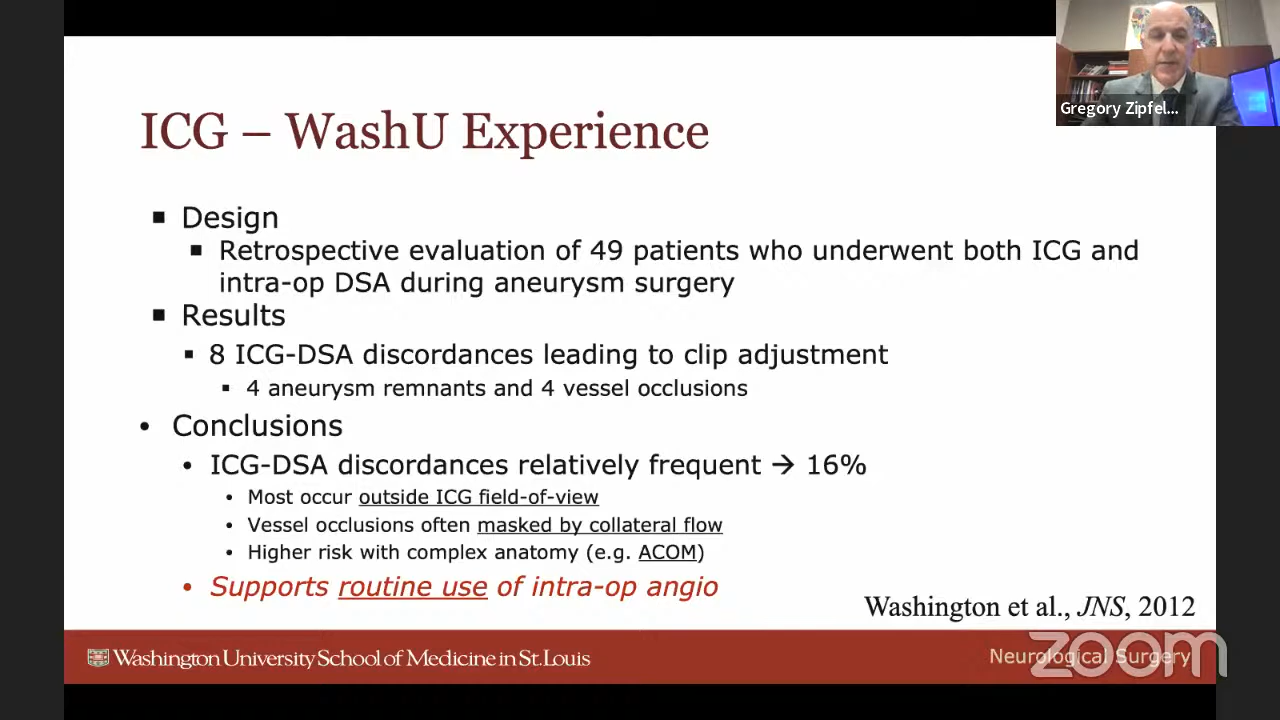 Gregory Zipfel...
ICG – WashU Experience
▪ Design
▪ Retrospective evaluation of 49 patients who underwent both ICG and
intra-op DSA during aneurysm surgery
▪ Results
▪ 8 ICG-DSA discordances leading to clip adjustment
▪ 4 aneurysm remnants and 4 vessel occlusions
• Conclusions
• ICG-DSA discordances relatively frequent → 16%
• Most occur outside ICG field-of-view
• Vessel occlusions often masked by collateral flow
• Higher risk with complex anatomy (e.g. ACOM)
• Supports routine use of intra-op angio
Washington et al., JNS, 2012
Washington University School of Medicine in St. Louis
Neurological Surgery
zoom